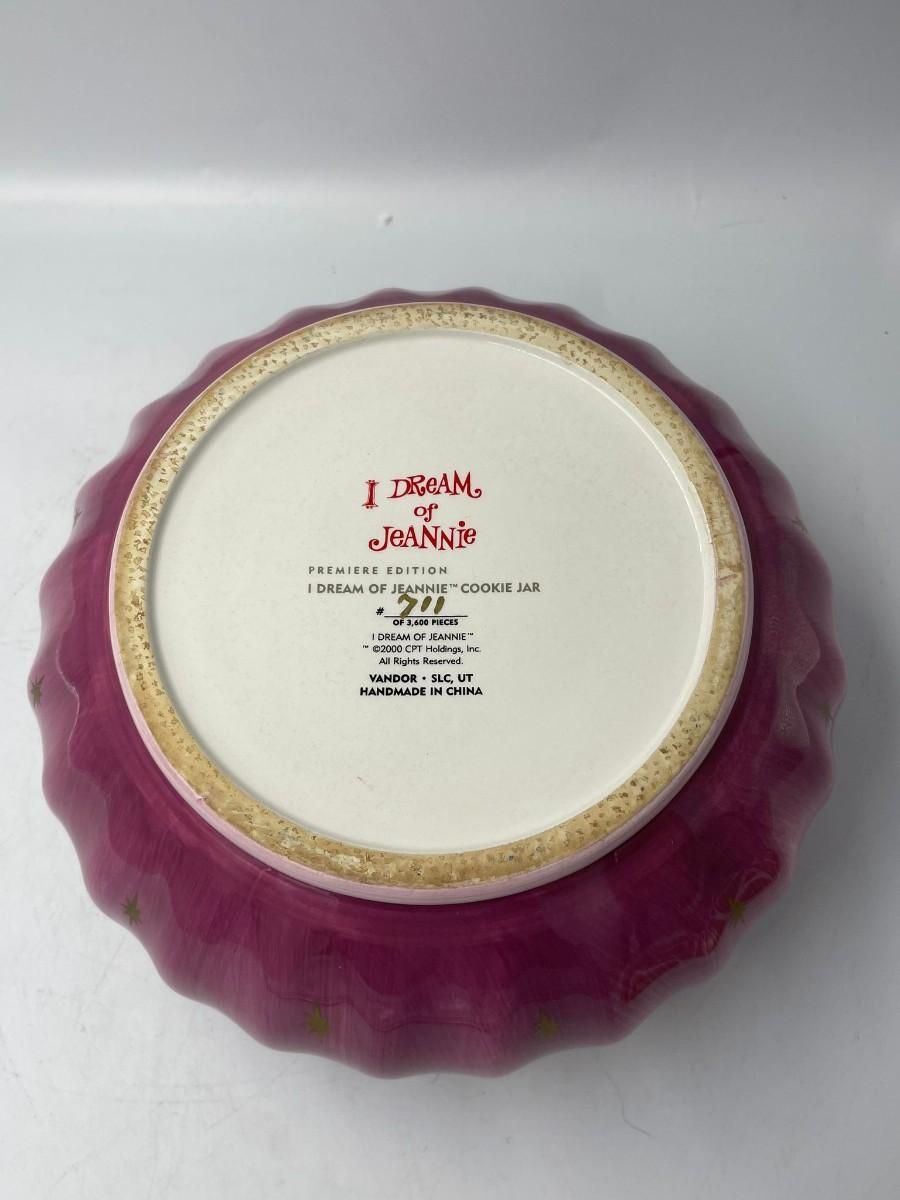 I DREAM
of
JEANNIE
PREMIERE EDITION
I DREAM OF JEANNIE™ COOKIE JAR
# 711
OF 3,600 PIECES
I DREAM OF JEANNIE™
™ ©2000 CPT Holdings, Inc.
All Rights Reserved.
VANDOR • SLC, UT
HANDMADE IN CHINA